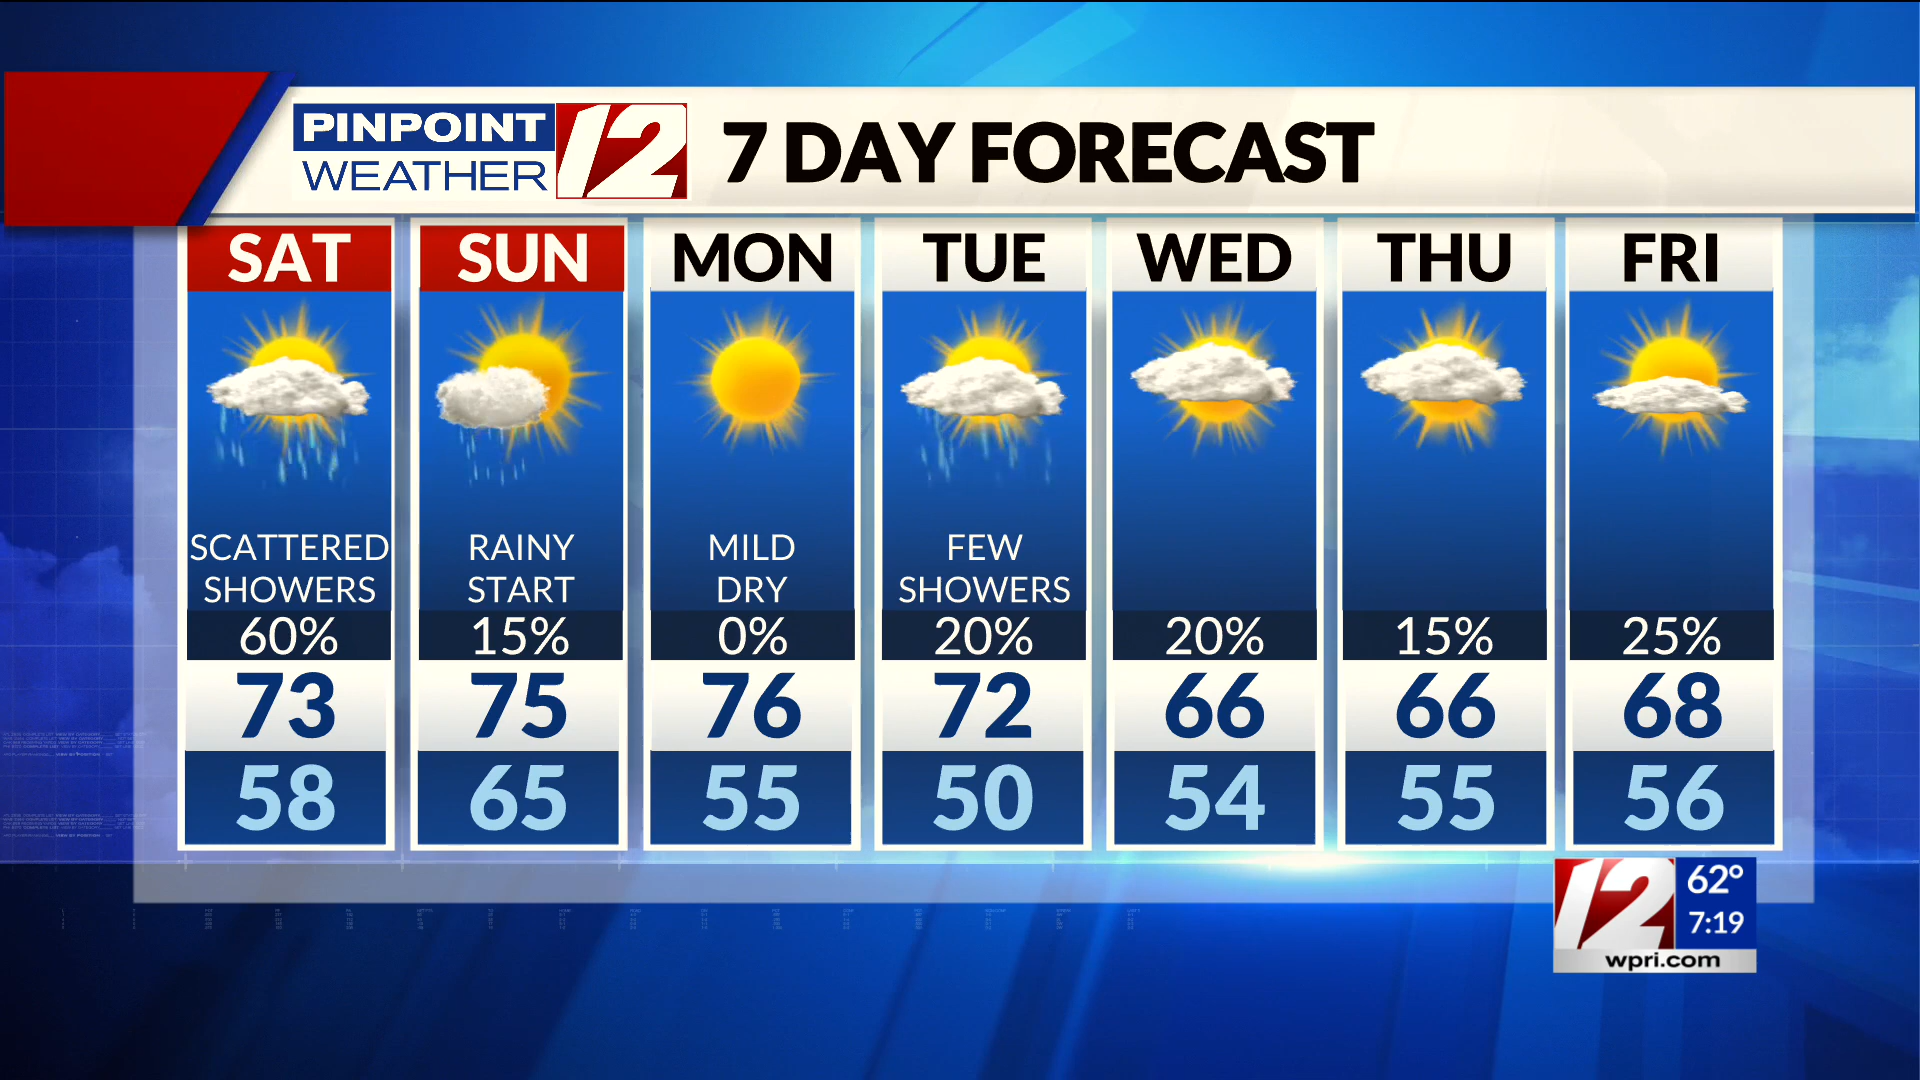 PINPOINT
WEATHER
12
7 DAY FORECAST
SAT SUN MON TUE WED THU FRI
SCATTERED
SHOWERS
RAINY
START
MILD
DRY
FEW
SHOWERS
60% 15% 0% 20% 20% 15% 25%
73 75 76 72 66 66 68
58 65 55 50 54 55 56
12
62°
7:19
wpri.com